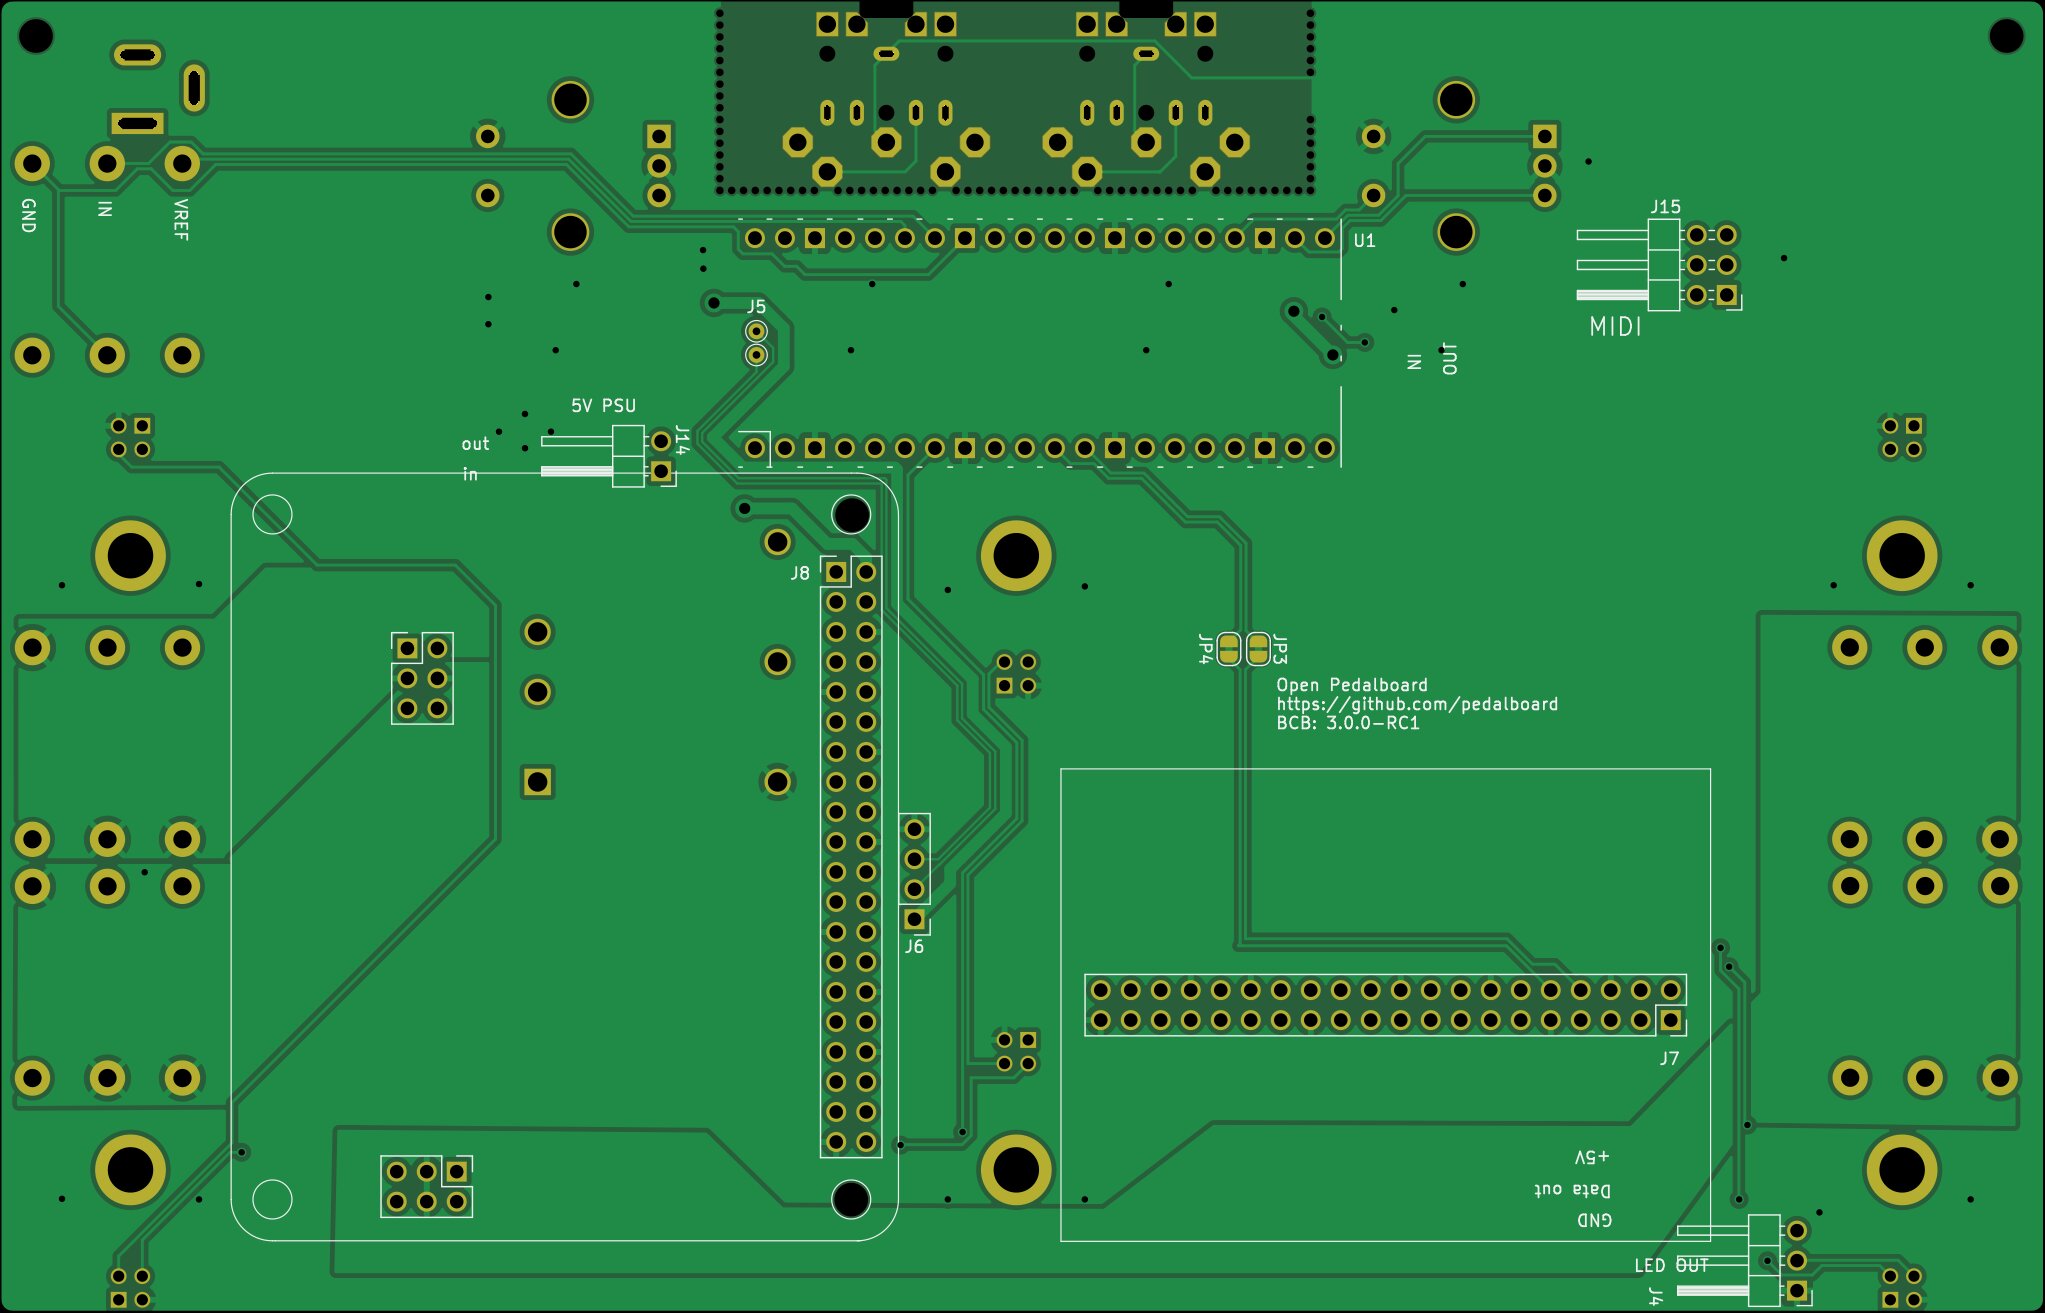 GND
IN
VREF
J15
U1
MIDI
IN
OUT
J5
5V PSU
out
in
J14
J8
JP4
JP3
Open Pedalboard
https://github.com/pedalboard
BCB: 3.0.0-RC1
J6
J7
+5V
Data out
GND
LED OUT
J4